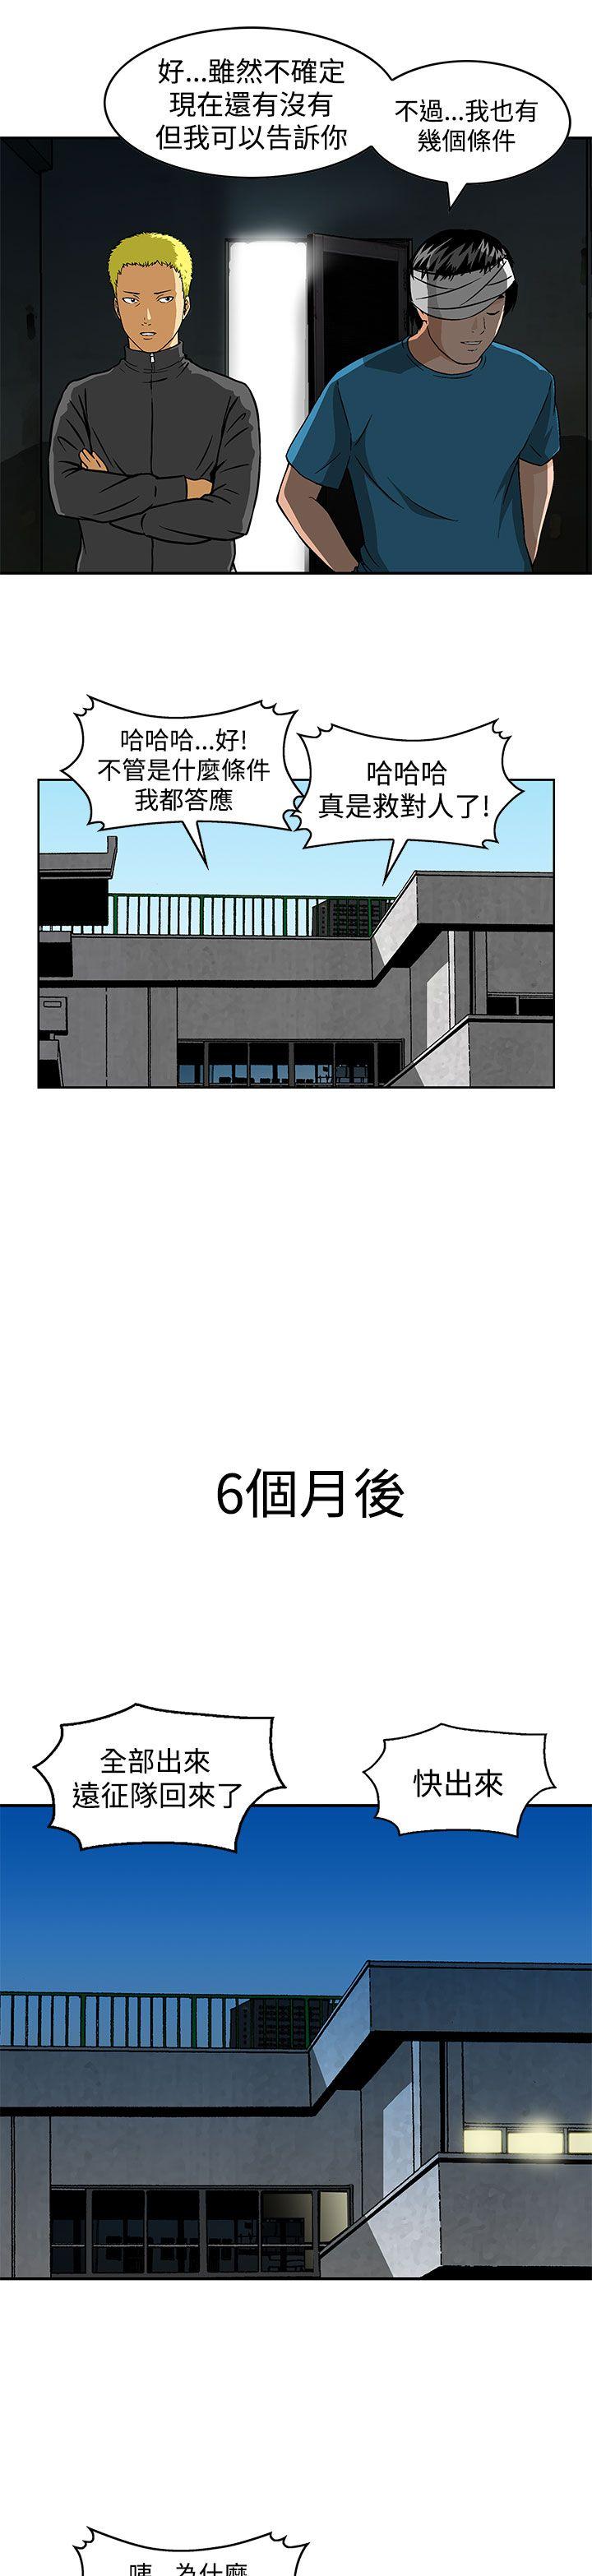 好...雖然不確定
現在還有沒有
但我可以告訴你
不過...我也有
幾個條件
哈哈哈...好!
不管是什麼條件
我都答應
哈哈哈
真是救對人了!
6個月後
全部出來
遠征隊回來了
快出來
咦...為什麼